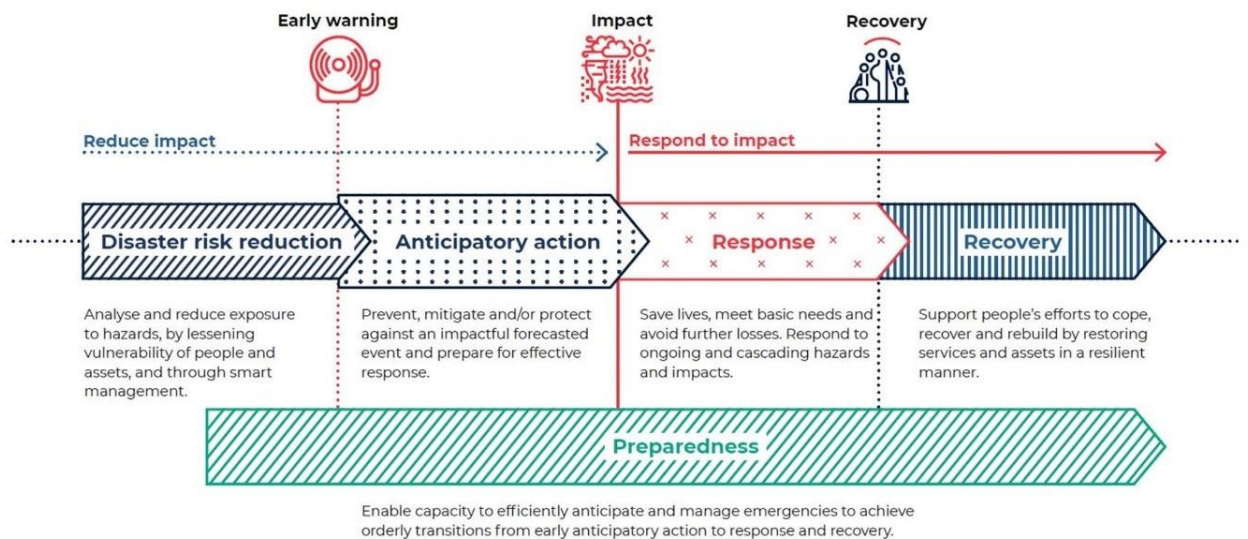 Early warning
Impact
Recovery
Reduce impact
Respond to impact
Disaster risk reduction
Anticipatory action
Response
Recovery
Analyse and reduce exposure
to hazards, by lessening
vulnerability of people and
assets, and through smart
management.
Prevent, mitigate and/or protect
against an impactful forecasted
event and prepare for effective
response.
Save lives, meet basic needs and
avoid further losses. Respond to
ongoing and cascading hazards
and impacts.
Support people's efforts to cope,
recover and rebuild by restoring
services and assets in a resilient
manner.
Preparedness
Enable capacity to efficiently anticipate and manage emergencies to achieve
orderly transitions from early anticipatory action to response and recovery.